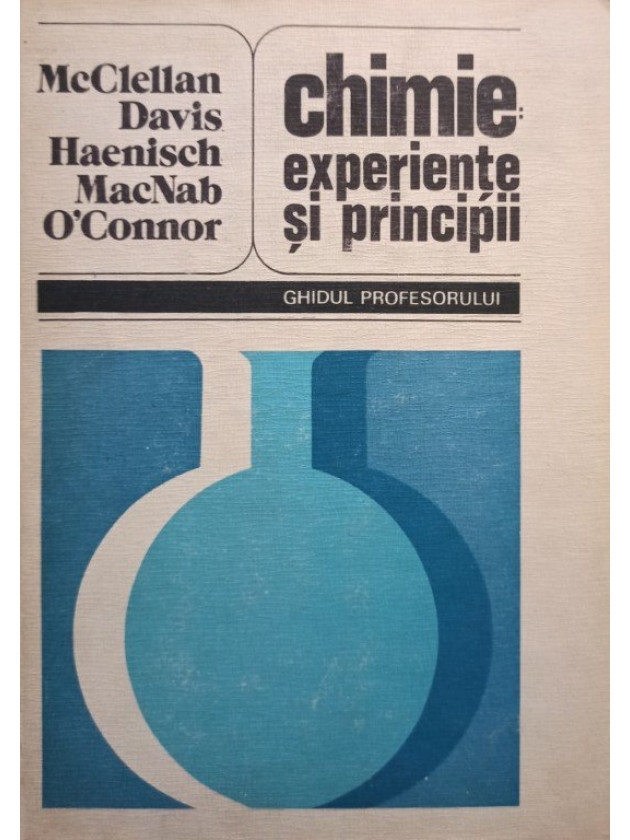 McClellan
Davis
Haenisch
MacNab
O'Connor
chimie:
experiențe
și principii
GHIDUL PROFESORULUI